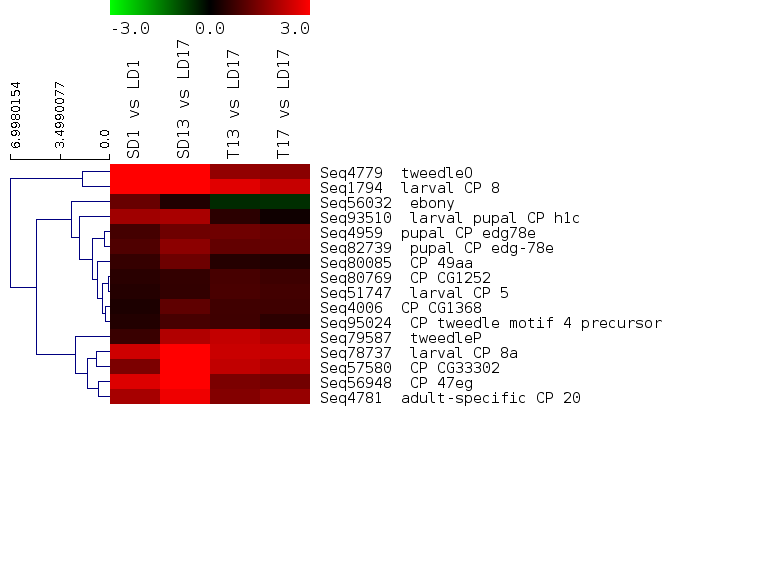 -3.0 0.0 3.0
6.9980154
3.4990077
0.0
SD1 vs LD1
SD13 vs LD17
T13 vs LD17
T17 vs LD17
Seq4779 tweedleO
Seq1794 larval CP 8
Seq56032 ebony
Seq93510 larval pupal CP h1c
Seq4959 pupal CP edg78e
Seq82739 pupal CP edg-78e
Seq80085 CP 49aa
Seq80769 CP CG1252
Seq51747 larval CP 5
Seq4006 CP CG1368
Seq95024 CP tweedle motif 4 precursor
Seq79587 tweedleP
Seq78737 larval CP 8a
Seq57580 CP CG33302
Seq56948 CP 47eg
Seq4781 adult-specific CP 20